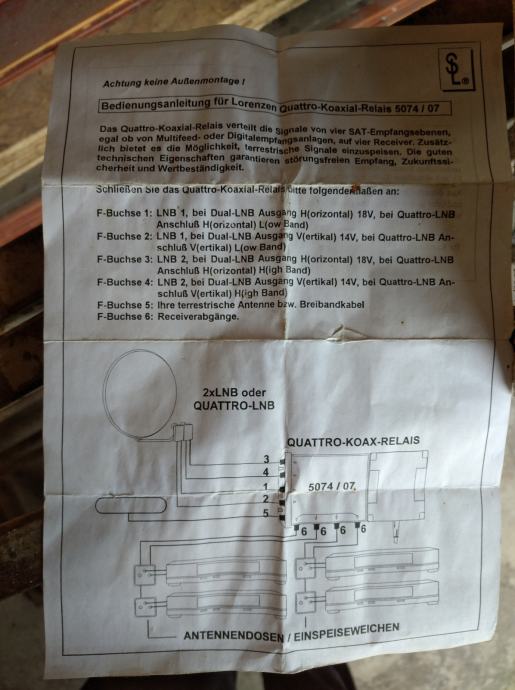 Achtung keine Außenmontage !
SL®
Bedienungsanleitung für Lorenzen Quattro-Koaxial-Relais 5074 / 07
Das Quattro-Koaxial-Relais verteilt die Signale von vier SAT-Empfangsebenen,
egal ob von Multifeed- oder Digitalempfangsanlagen, auf vier Receiver. Zusätz-
lich bietet es die Möglichkeit, terrestrische Signale einzuspeisen. Die guten
technischen Eigenschaften garantieren störungsfreien Empfang, Zukunftssi-
cherheit und Wertbeständigkeit.
Schließen Sie das Quattro-Koaxial-Relais bitte folgendermaßen an:
F-Buchse 1: LNB 1, bei Dual-LNB Ausgang H(orizontal) 18V, bei Quattro-LNB
Anschluß H(orizontal) L(ow Band)
F-Buchse 2: LNB 1, bei Dual-LNB Ausgang V(ertikal) 14V, bei Quattro-LNB An-
schluß V(ertikal) L(ow Band)
F-Buchse 3: LNB 2, bei Dual-LNB Ausgang H(orizontal) 18V, bei Quattro-LNB
Anschluß H(orizontal) H(igh Band)
F-Buchse 4: LNB 2, bei Dual-LNB Ausgang V(ertikal) 14V, bei Quattro-LNB An-
schluß V(ertikal) H(igh Band)
F-Buchse 5: Ihre terrestrische Antenne bzw. Breibandkabel
F-Buchse 6: Receiverabgänge.
2xLNB oder
QUATTRO-LNB
QUATTRO-KOAX-RELAIS
3
4
1
2
5
5074 / 07
6 6 6 6
ANTENNENDOSEN / EINSPEISEWEICHEN